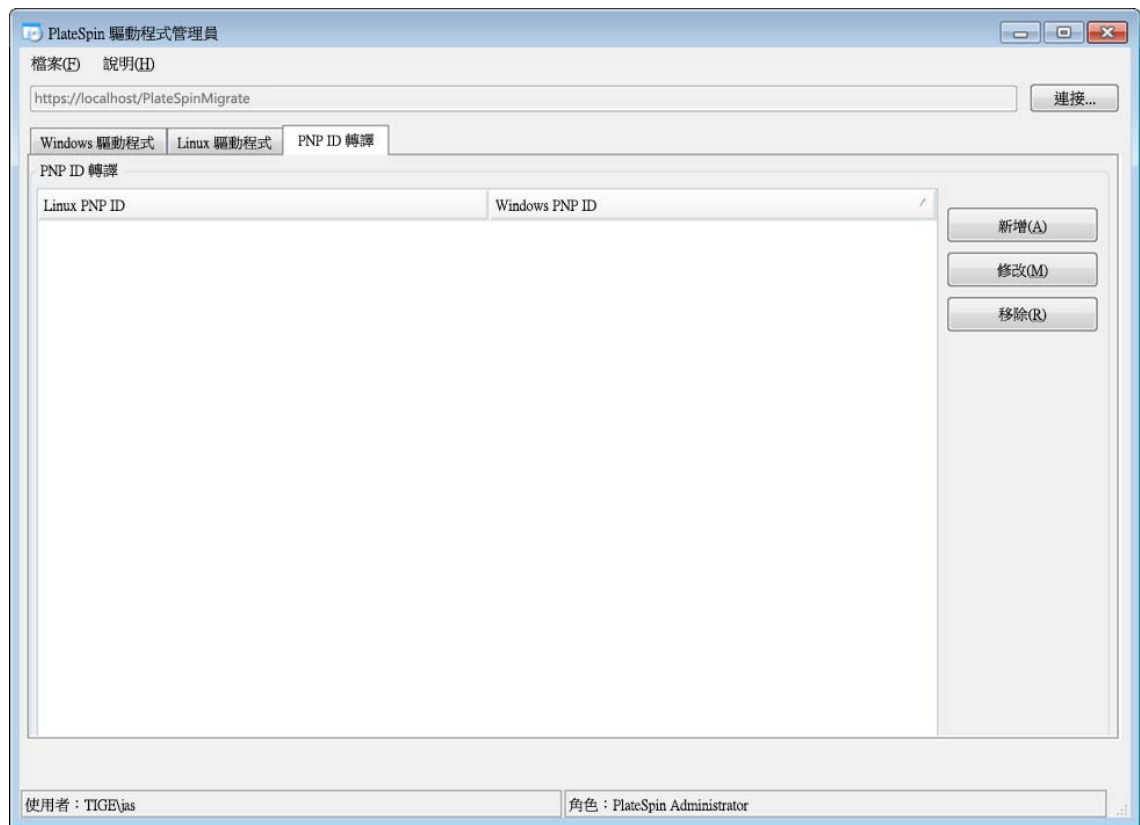 PlateSpin 驅動程式管理員
檔案(F) 說明(H)
https://localhost/PlateSpinMigrate 連接...
Windows 驅動程式 Linux 驅動程式 PNP ID 轉譯
PNP ID 轉譯
Linux PNP ID Windows PNP ID
新增(A)
修改(M)
移除(R)
使用者：TIGE\jas 角色：PlateSpin Administrator